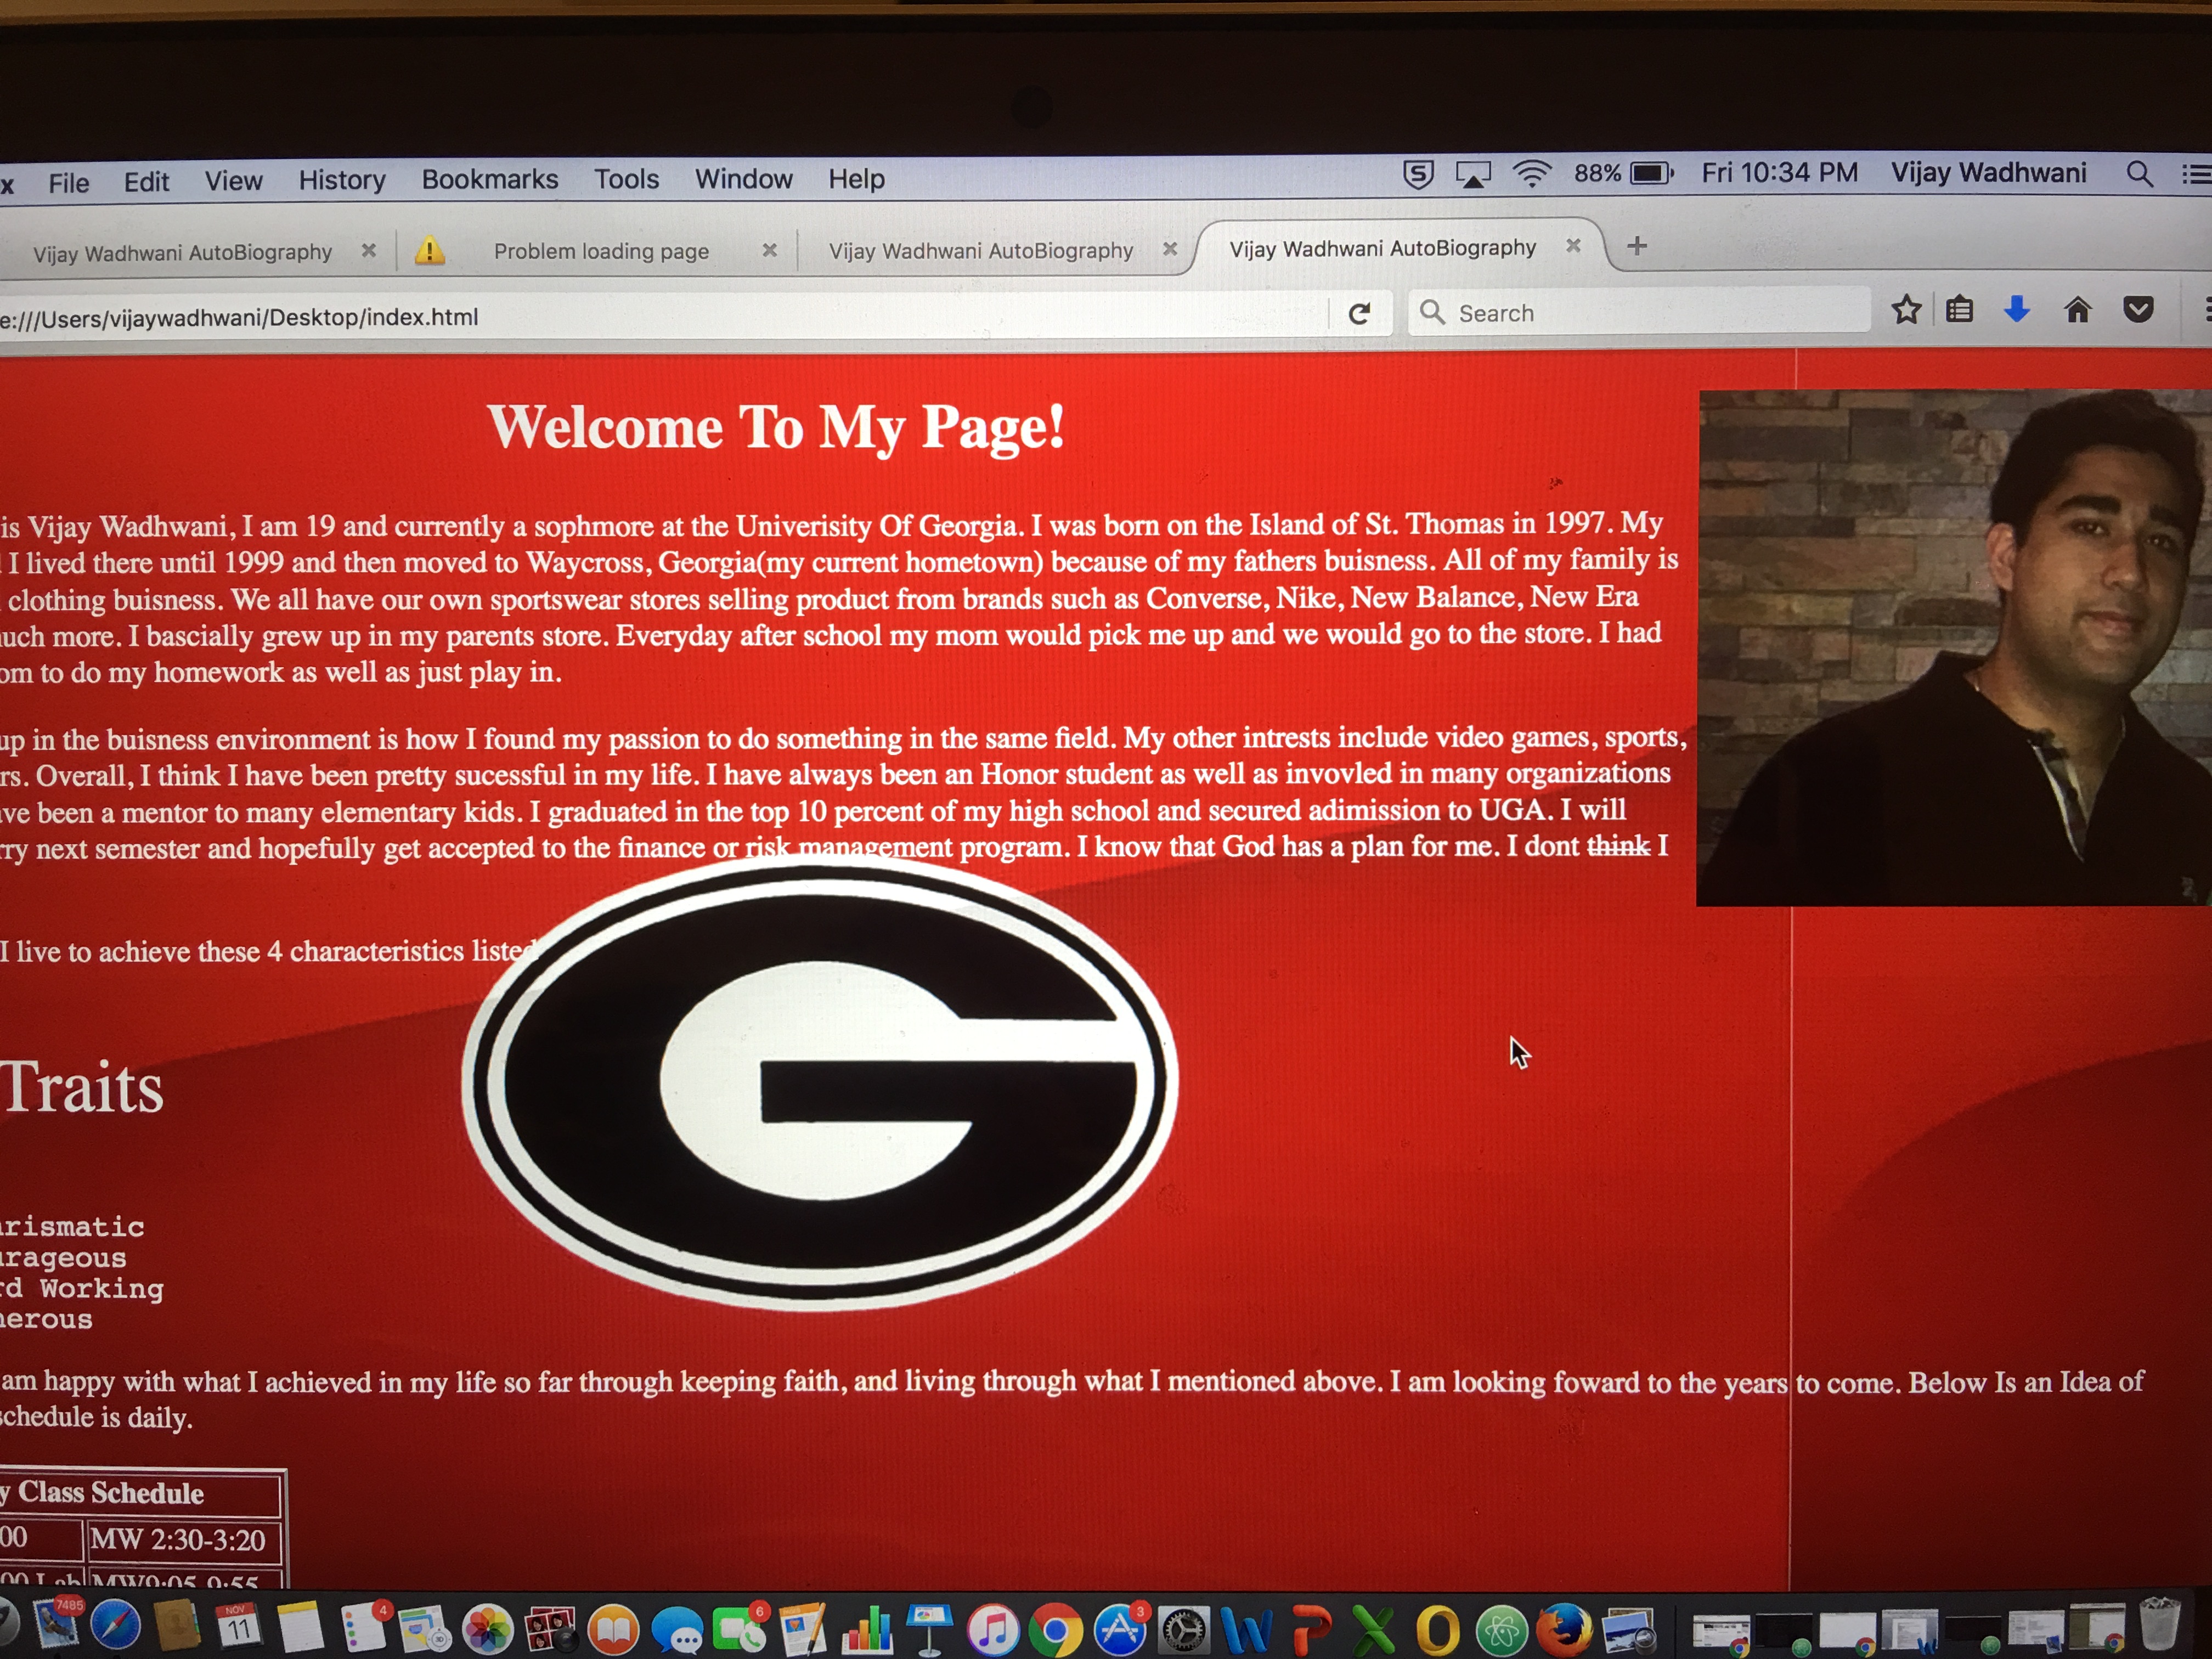 x File Edit View History Bookmarks Tools Window Help 88% Fri 10:34 PM Vijay Wadhwani
Vijay Wadhwani AutoBiography Problem loading page Vijay Wadhwani AutoBiography Vijay Wadhwani AutoBiography
e:///Users/vijaywadhwani/Desktop/index.html Search
Welcome To My Page!
is Vijay Wadhwani, I am 19 and currently a sophmore at the Univerisity Of Georgia. I was born on the Island of St. Thomas in 1997. My
I lived there until 1999 and then moved to Waycross, Georgia(my current hometown) because of my fathers buisness. All of my family is
clothing buisness. We all have our own sportswear stores selling product from brands such as Converse, Nike, New Balance, New Era
uch more. I bascially grew up in my parents store. Everyday after school my mom would pick me up and we would go to the store. I had
om to do my homework as well as just play in.
up in the buisness environment is how I found my passion to do something in the same field. My other intrests include video games, sports,
rs. Overall, I think I have been pretty sucessful in my life. I have always been an Honor student as well as invovled in many organizations
ve been a mentor to many elementary kids. I graduated in the top 10 percent of my high school and secured adimission to UGA. I will
ry next semester and hopefully get accepted to the finance or risk management program. I know that God has a plan for me. I dont think I
I live to achieve these 4 characteristics listed
G
Traits
rismatic
urageous
rd Working
nerous
am happy with what I achieved in my life so far through keeping faith, and living through what I mentioned above. I am looking foward to the years to come. Below Is an Idea of
schedule is daily.
y Class Schedule
00 MW 2:30-3:20
00 Lab MW9:05-9:55
7485 NOV 11 4 6 3